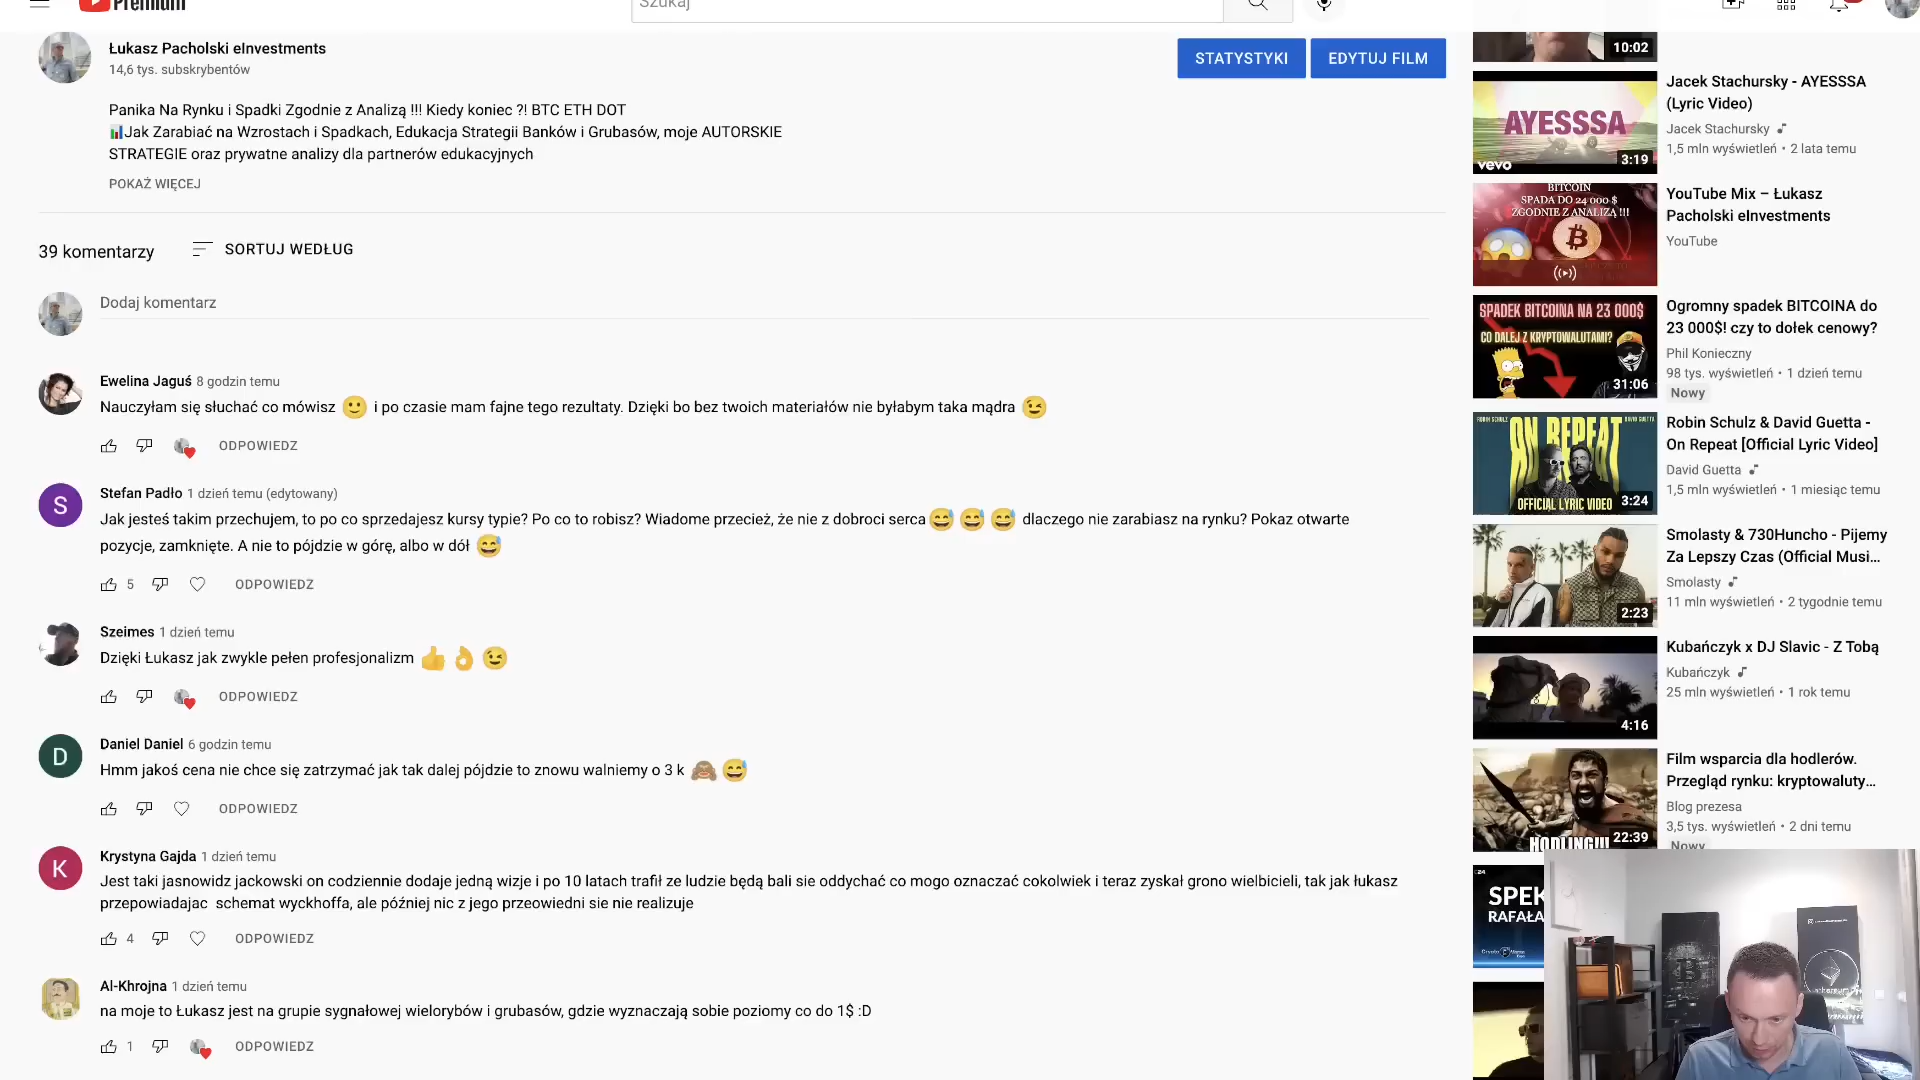 Premium
Szukaj
Łukasz Pacholski eInvestments
14,6 tys. subskrybentów
STATYSTYKI
EDYTUJ FILM
Panika Na Rynku i Spadki Zgodnie z Analizą !!! Kiedy koniec ?! BTC ETH DOT
📊Jak Zarabiać na Wzrostach i Spadkach, Edukacja Strategii Banków i Grubasów, moje AUTORSKIE
STRATEGIE oraz prywatne analizy dla partnerów edukacyjnych
POKAŻ WIĘCEJ
39 komentarzy
SORTUJ WEDŁUG
Dodaj komentarz
Ewelina Jaguś 8 godzin temu
Nauczyłam się słuchać co mówisz 🙂 i po czasie mam fajne tego rezultaty. Dzięki bo bez twoich materiałów nie byłabym taka mądra 😉
ODPOWIEDZ
S
Stefan Padło 1 dzień temu (edytowany)
Jak jesteś takim przechujem, to po co sprzedajesz kursy typie? Po co to robisz? Wiadome przecież, że nie z dobroci serca😅 😅 😅 dlaczego nie zarabiasz na rynku? Pokaz otwarte
pozycje, zamknięte. A nie to pójdzie w górę, albo w dół 😅
5 ODPOWIEDZ
Szeimes 1 dzień temu
Dzięki Łukasz jak zwykle pełen profesjonalizm 👍 👌 😉
ODPOWIEDZ
D
Daniel Daniel 6 godzin temu
Hmm jakoś cena nie chce się zatrzymać jak tak dalej pójdzie to znowu walniemy o 3 k 🙈 😅
ODPOWIEDZ
K
Krystyna Gajda 1 dzień temu
Jest taki jasnowidz jackowski on codziennie dodaje jedną wizje i po 10 latach trafił ze ludzie będą bali sie oddychać co mogo oznaczać cokolwiek i teraz zyskał grono wielbicieli, tak jak łukasz
przepowiadajac schemat wyckhoffa, ale później nic z jego przeowiedni sie nie realizuje
4 ODPOWIEDZ
Al-Khrojna 1 dzień temu
na moje to Łukasz jest na grupie sygnałowej wielorybów i grubasów, gdzie wyznaczają sobie poziomy co do 1$ :D
1 ODPOWIEDZ
10:02
AYESSSA
vevo
3:19
Jacek Stachursky - AYESSSA
(Lyric Video)
Jacek Stachursky
1,5 mln wyświetleń • 2 lata temu
BITCOIN
SPADA DO 24 000 $
ZGODNIE Z ANALIZĄ !!!
YouTube Mix – Łukasz
Pacholski eInvestments
YouTube
SPADEK BITCOINA NA 23 000$
CO DALEJ Z KRYPTOWALUTAMI?
31:06
Ogromny spadek BITCOINA do
23 000$! czy to dołek cenowy?
Phil Konieczny
98 tys. wyświetleń • 1 dzień temu
Nowy
ROBIN SCHULZ & DAVID GUETTA
ON REPEAT
OFFICIAL LYRIC VIDEO
3:24
Robin Schulz & David Guetta -
On Repeat [Official Lyric Video]
David Guetta
1,5 mln wyświetleń • 1 miesiąc temu
2:23
Smolasty & 730Huncho - Pijemy
Za Lepszy Czas (Official Musi...
Smolasty
11 mln wyświetleń • 2 tygodnie temu
4:16
Kubańczyk x DJ Slavic - Z Tobą
Kubańczyk
25 mln wyświetleń • 1 rok temu
HODLING!!!
22:39
Film wsparcia dla hodlerów.
Przegląd rynku: kryptowaluty...
Blog prezesa
3,5 tys. wyświetleń • 2 dni temu
Nowy
SPEK
RAFAŁA